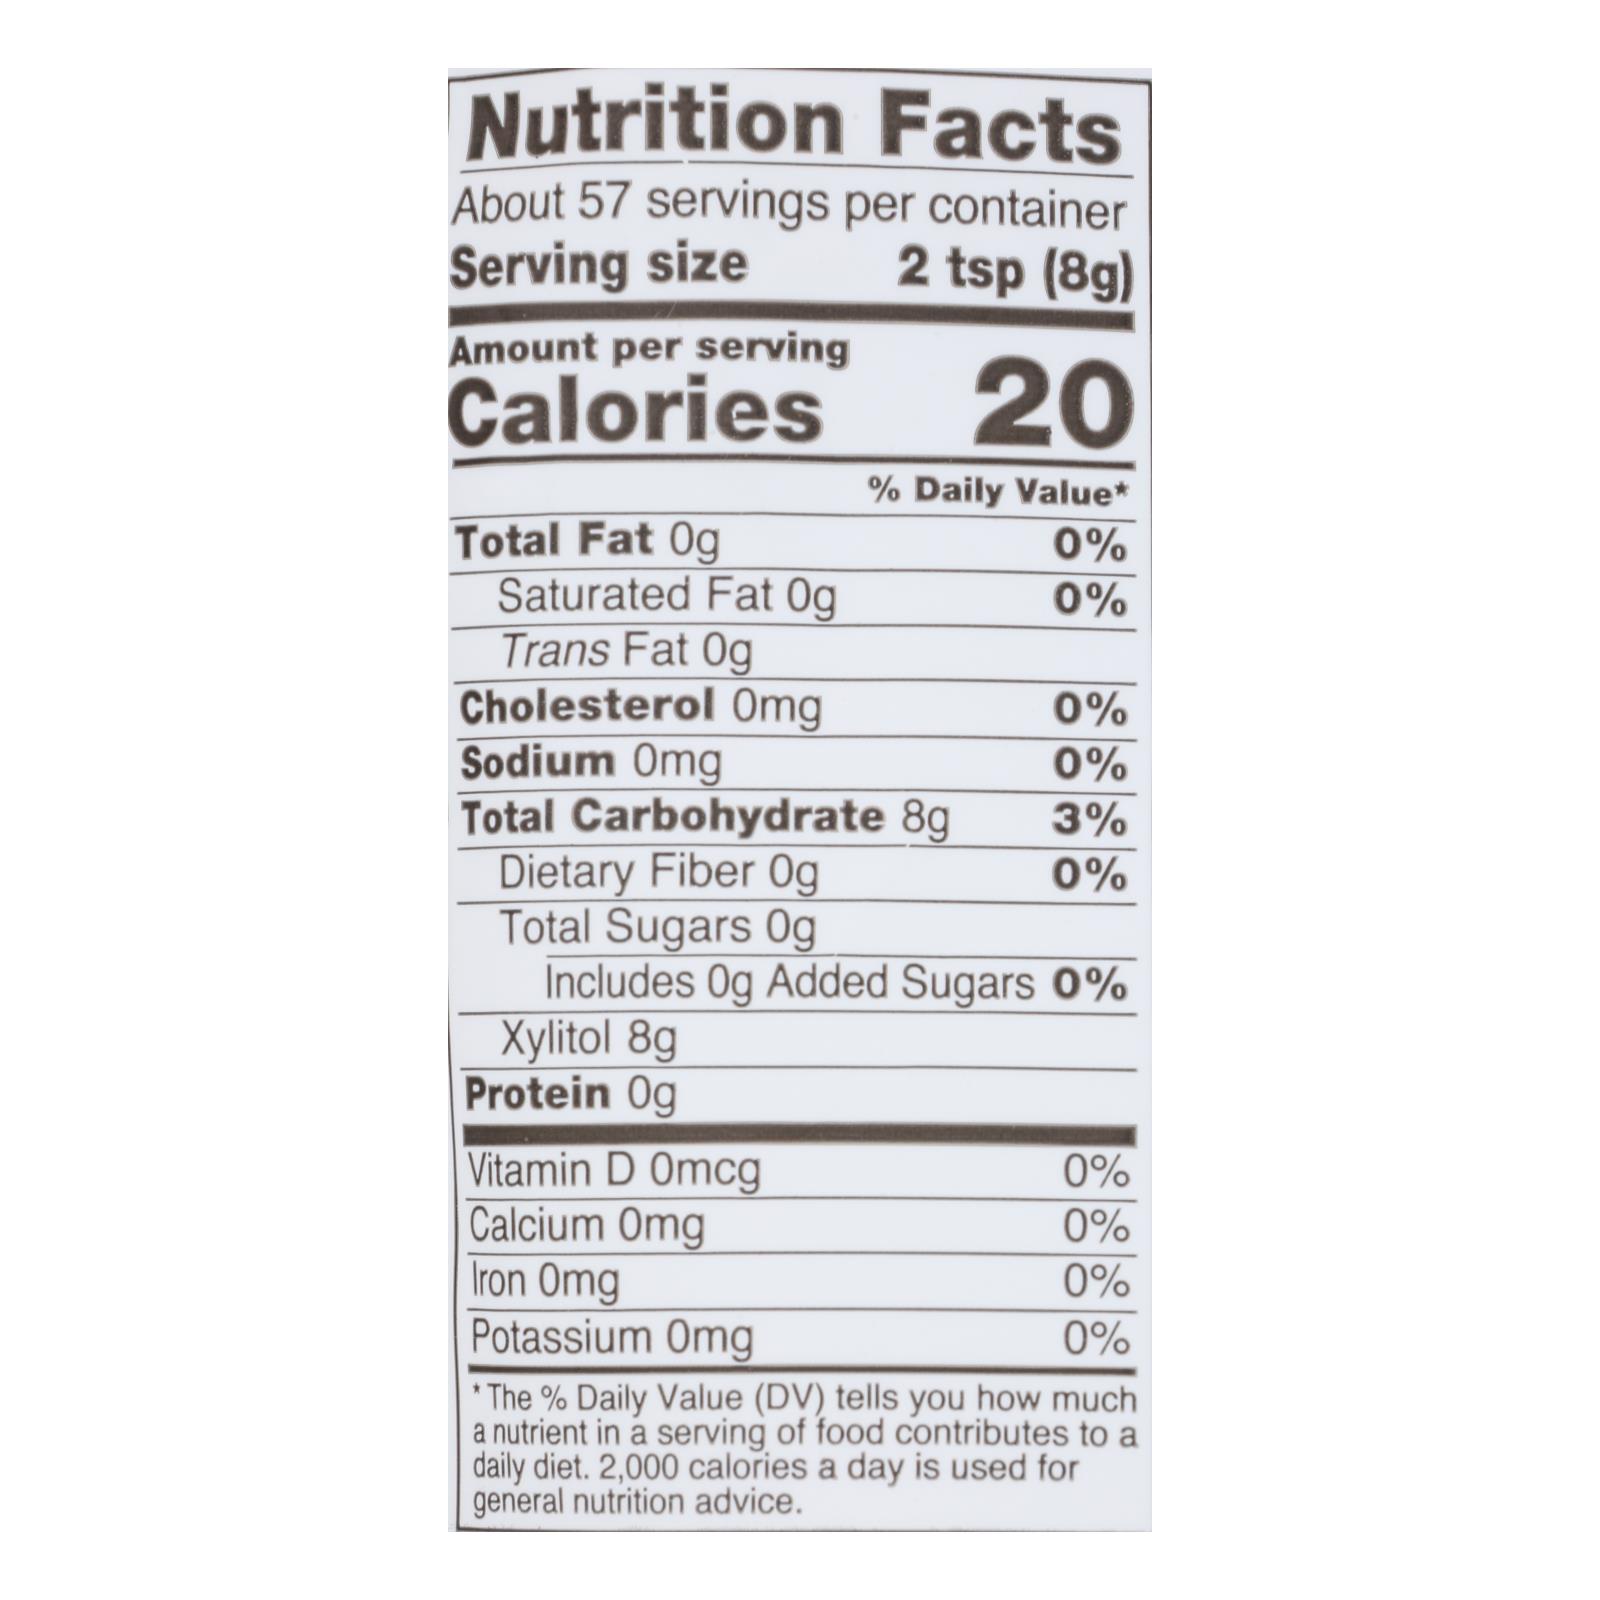 Nutrition Facts
About 57 servings per container
Serving size 2 tsp (8g)
Amount per serving
Calories 20
% Daily Value*
Total Fat 0g 0%
Saturated Fat 0g 0%
Trans Fat 0g
Cholesterol 0mg 0%
Sodium 0mg 0%
Total Carbohydrate 8g 3%
Dietary Fiber 0g 0%
Total Sugars 0g
Includes 0g Added Sugars 0%
Xylitol 8g
Protein 0g
Vitamin D 0mcg 0%
Calcium 0mg 0%
Iron 0mg 0%
Potassium 0mg 0%
* The % Daily Value (DV) tells you how much
a nutrient in a serving of food contributes to a
daily diet. 2,000 calories a day is used for
general nutrition advice.